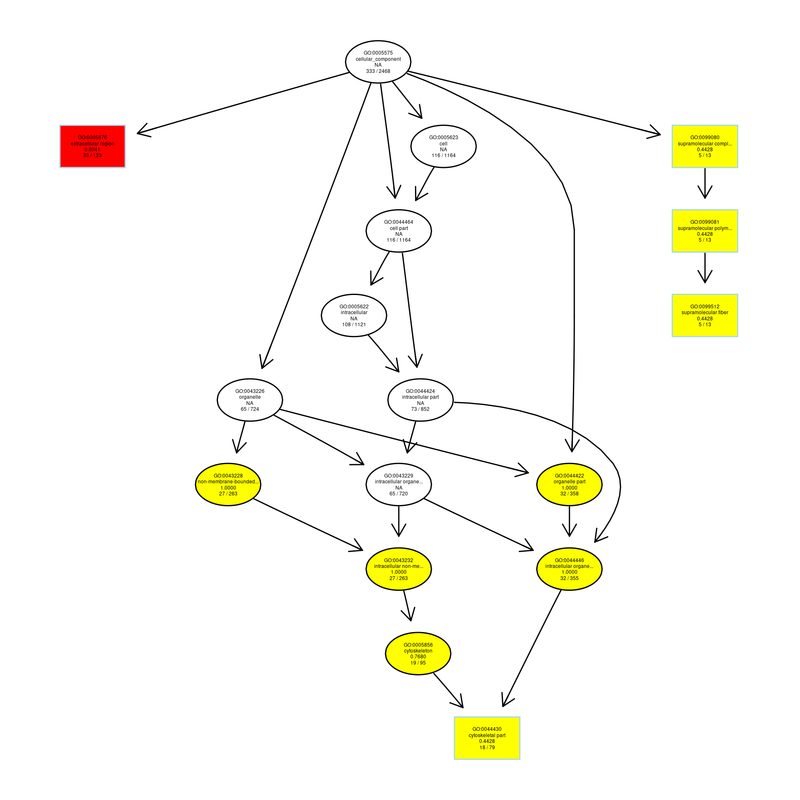 GO:0005575
cellular_component
NA
333 / 2468
GO:0005576
extracellular region
GO:0005623
cell
NA
116 / 1164
GO:0099080
supramolecular compl...
0.4428
5 / 13
GO:0044464
cell part
NA
116 / 1164
GO:0099081
supramolecular polym...
0.4428
5 / 13
GO:0005622
intracellular
NA
108 / 1121
GO:0099512
supramolecular fiber
0.4428
5 / 13
GO:0043226
organelle
NA
65 / 724
GO:0044424
intracellular part
NA
73 / 852
GO:0043228
non-membrane-bounded...
1.0000
27 / 263
GO:0043229
intracellular organe...
NA
65 / 720
GO:0044422
organelle part
1.0000
32 / 358
GO:0043232
intracellular non-me...
1.0000
27 / 263
GO:0044446
intracellular organe...
1.0000
32 / 355
GO:0005856
cytoskeleton
0.7680
19 / 95
GO:0044430
cytoskeletal part
0.4428
18 / 79